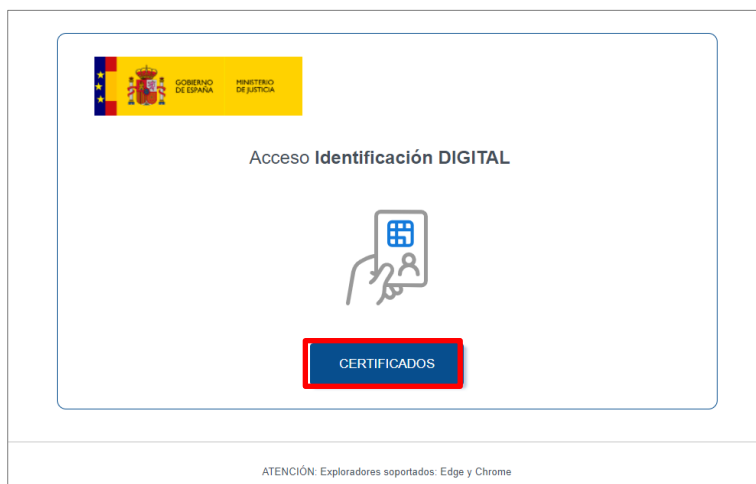 GOBIERNO
DE ESPAÑA
MINISTERIO
DE JUSTICIA
Acceso Identificación DIGITAL
CERTIFICADOS
ATENCIÓN: Exploradores soportados: Edge y Chrome